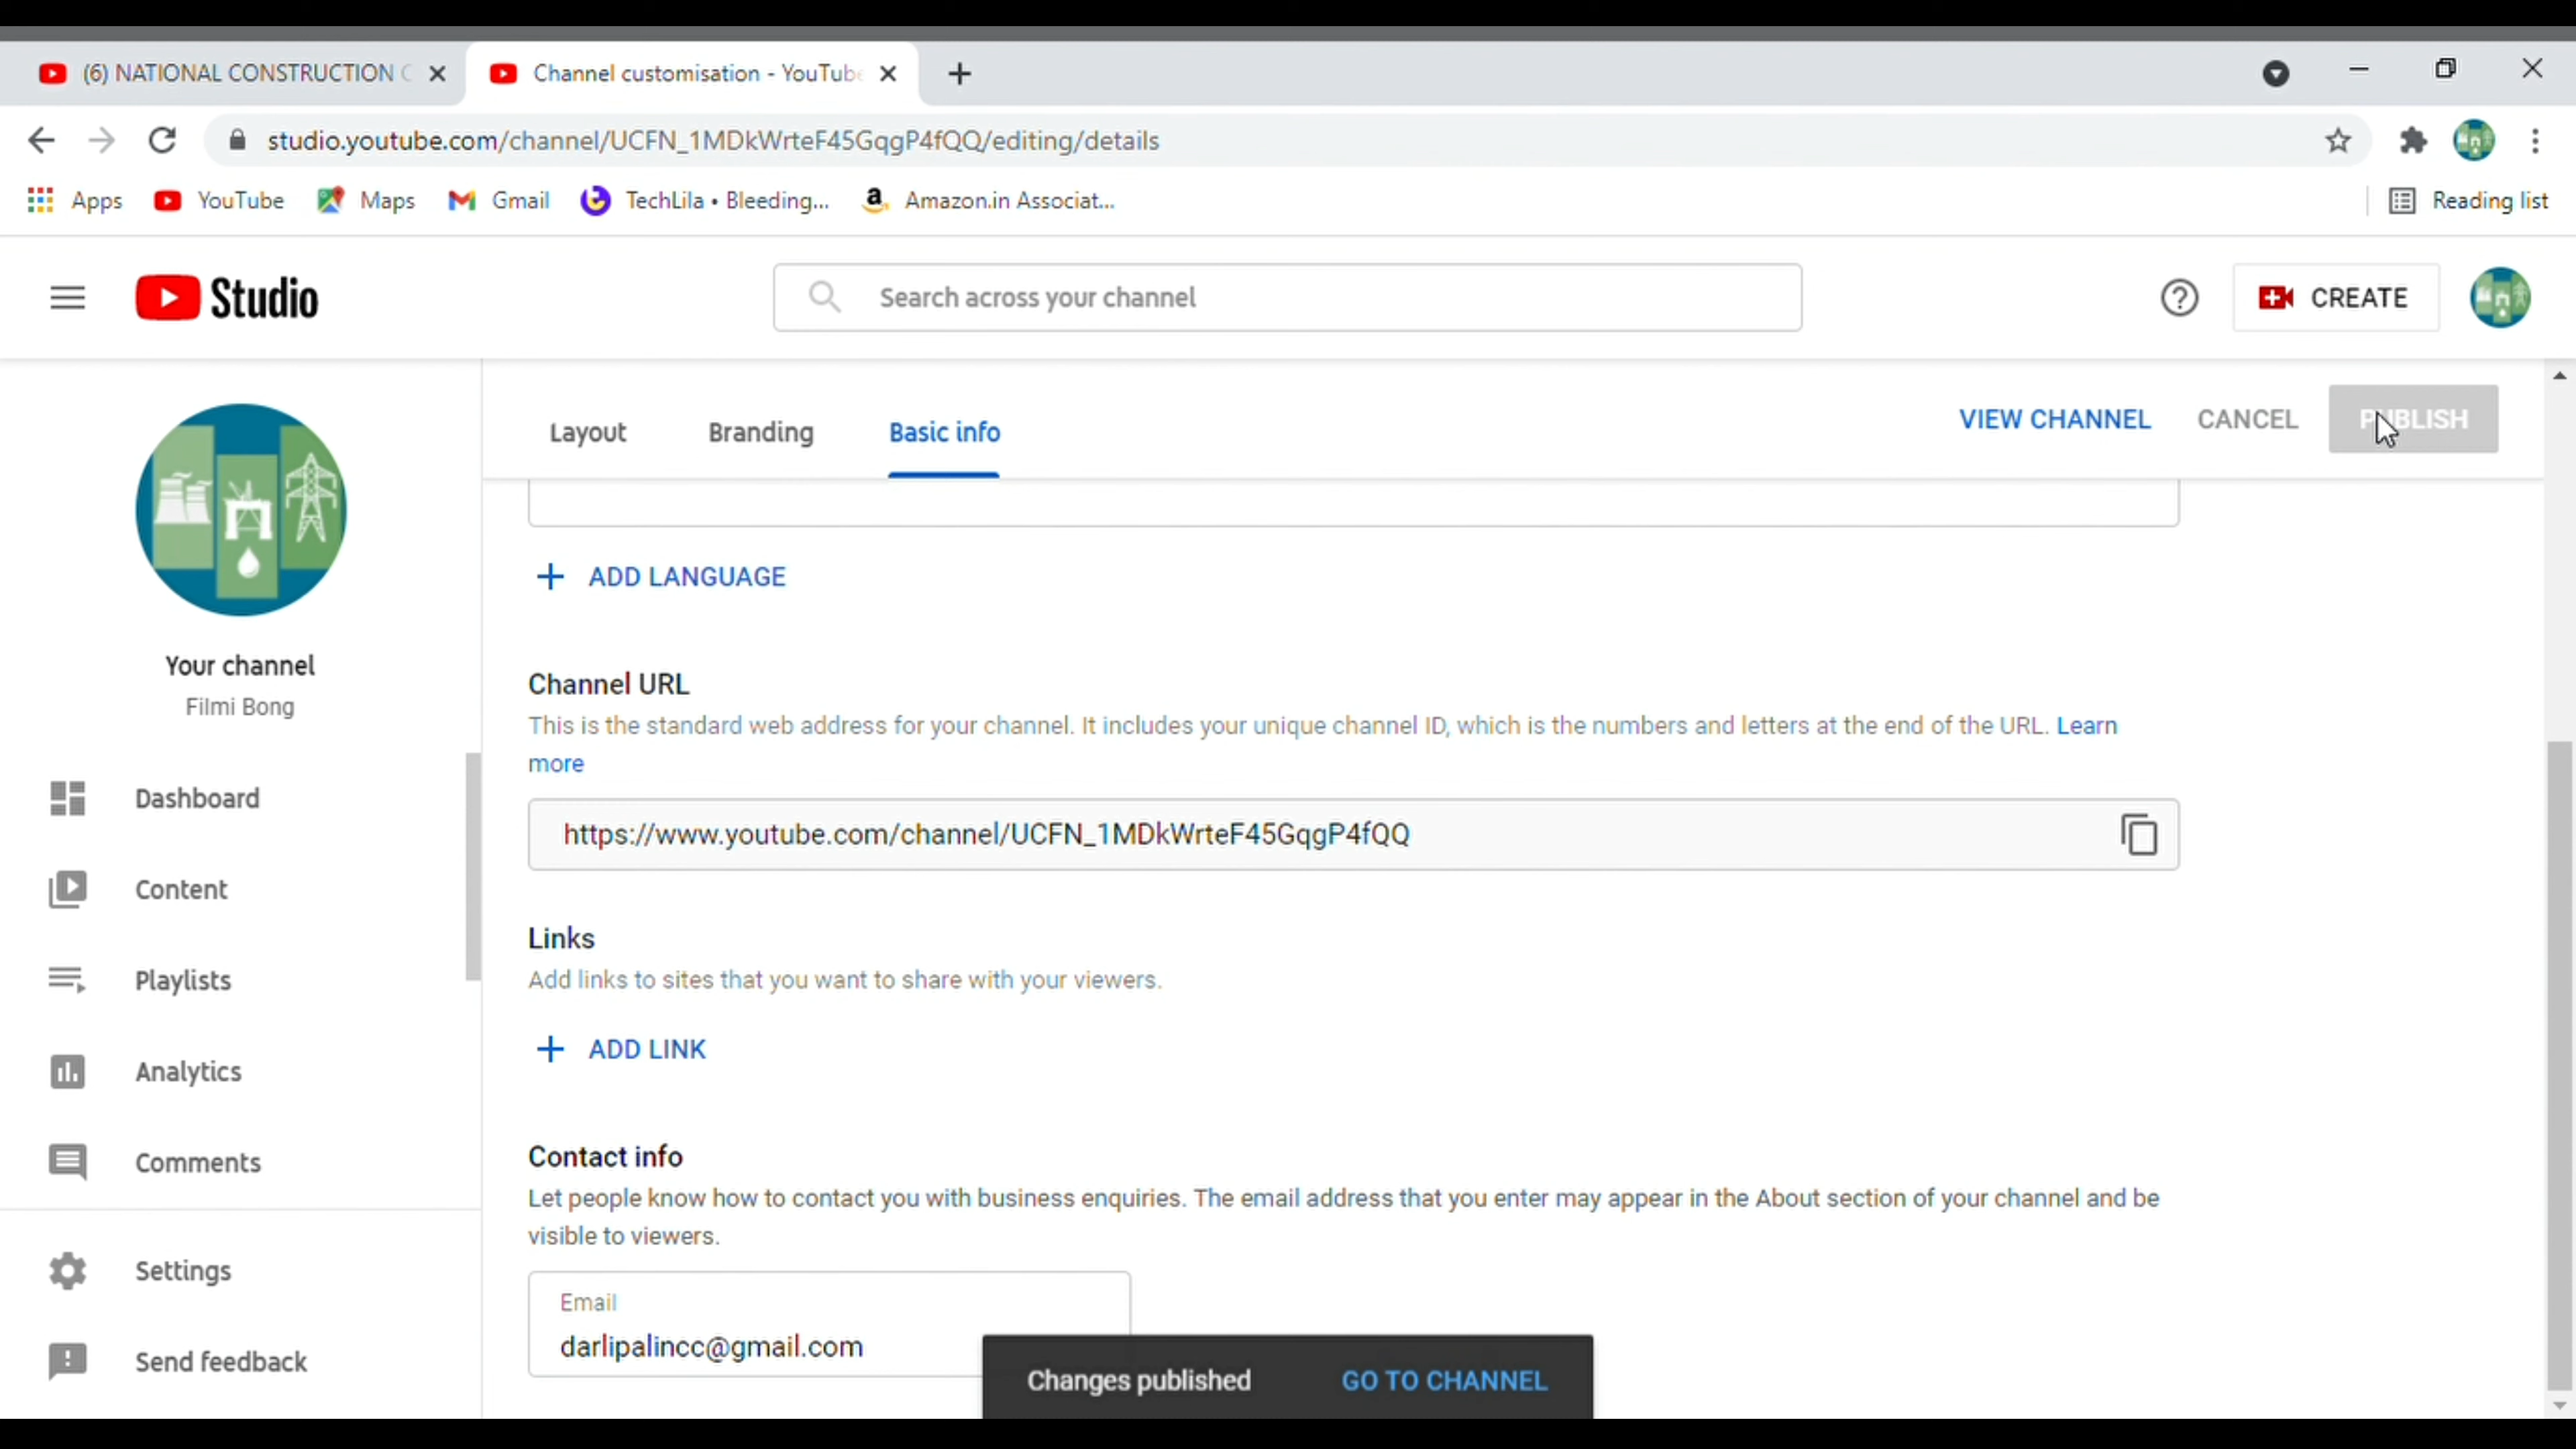 (6) NATIONAL CONSTRUCTION C
Channel customisation - YouTube
studio.youtube.com/channel/UCFN_1MDkWrteF45GqgP4fQQ/editing/details
Apps YouTube Maps Gmail TechLila • Bleeding... Amazon.in Associat... Reading list
Studio
Search across your channel
CREATE
Layout Branding Basic info
VIEW CHANNEL CANCEL PUBLISH
Your channel
Filmi Bong
Dashboard
Content
Playlists
Analytics
Comments
Settings
Send feedback
ADD LANGUAGE
Channel URL
This is the standard web address for your channel. It includes your unique channel ID, which is the numbers and letters at the end of the URL. Learn
more
https://www.youtube.com/channel/UCFN_1MDkWrteF45GqgP4fQQ
Links
Add links to sites that you want to share with your viewers.
ADD LINK
Contact info
Let people know how to contact you with business enquiries. The email address that you enter may appear in the About section of your channel and be
visible to viewers.
Email
darlipalincc@gmail.com
Changes published GO TO CHANNEL